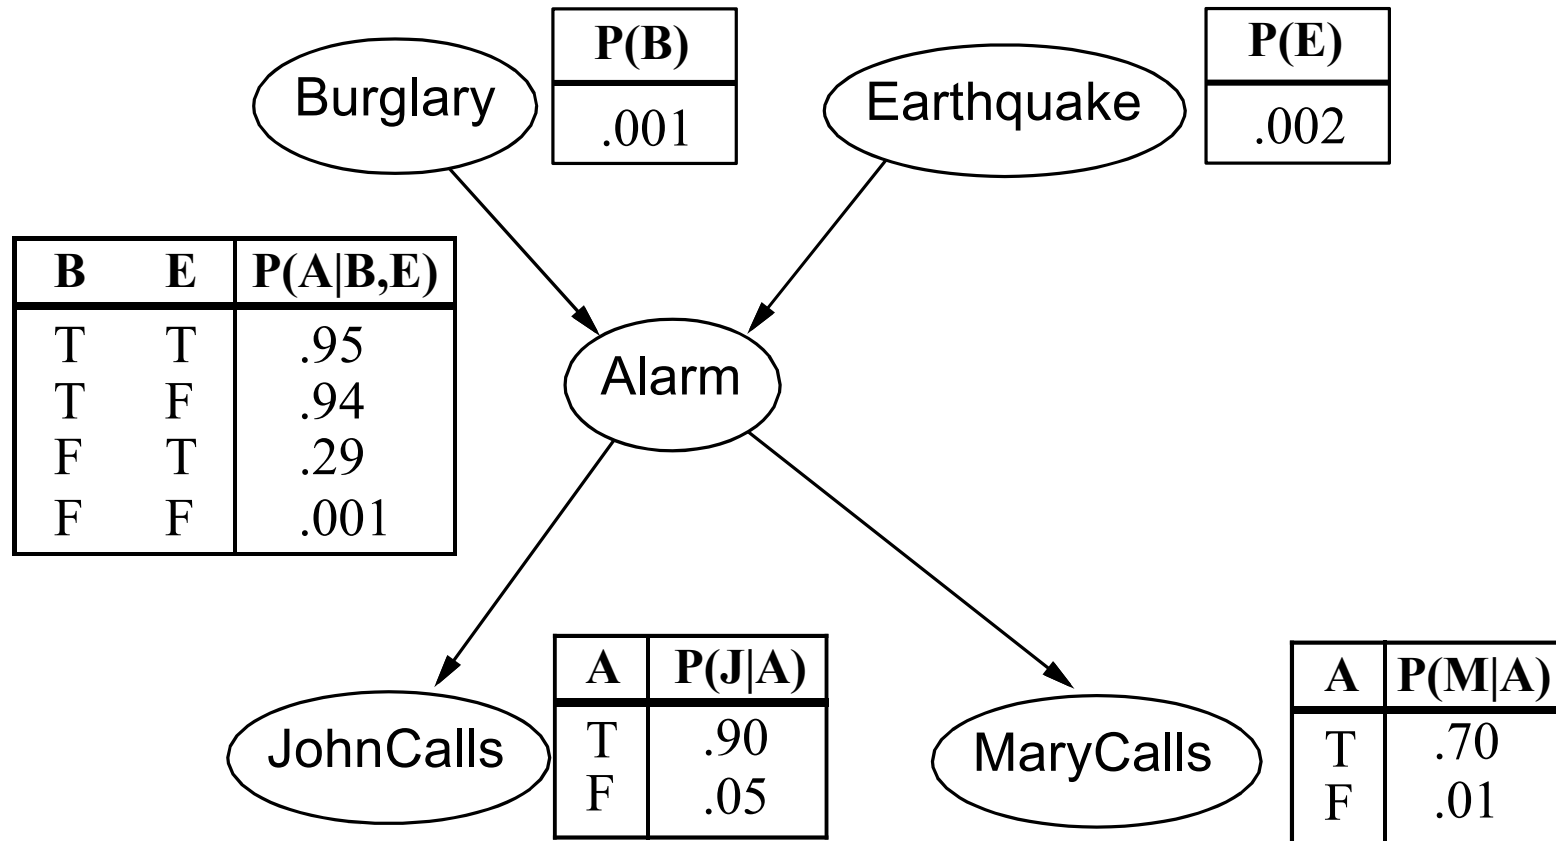 Burglary
P(B)
.001
Earthquake
P(E)
.002
B E P(A|B,E)
T T .95
T F .94
F T .29
F F .001
Alarm
JohnCalls
A P(J|A)
T .90
F .05
MaryCalls
A P(M|A)
T .70
F .01